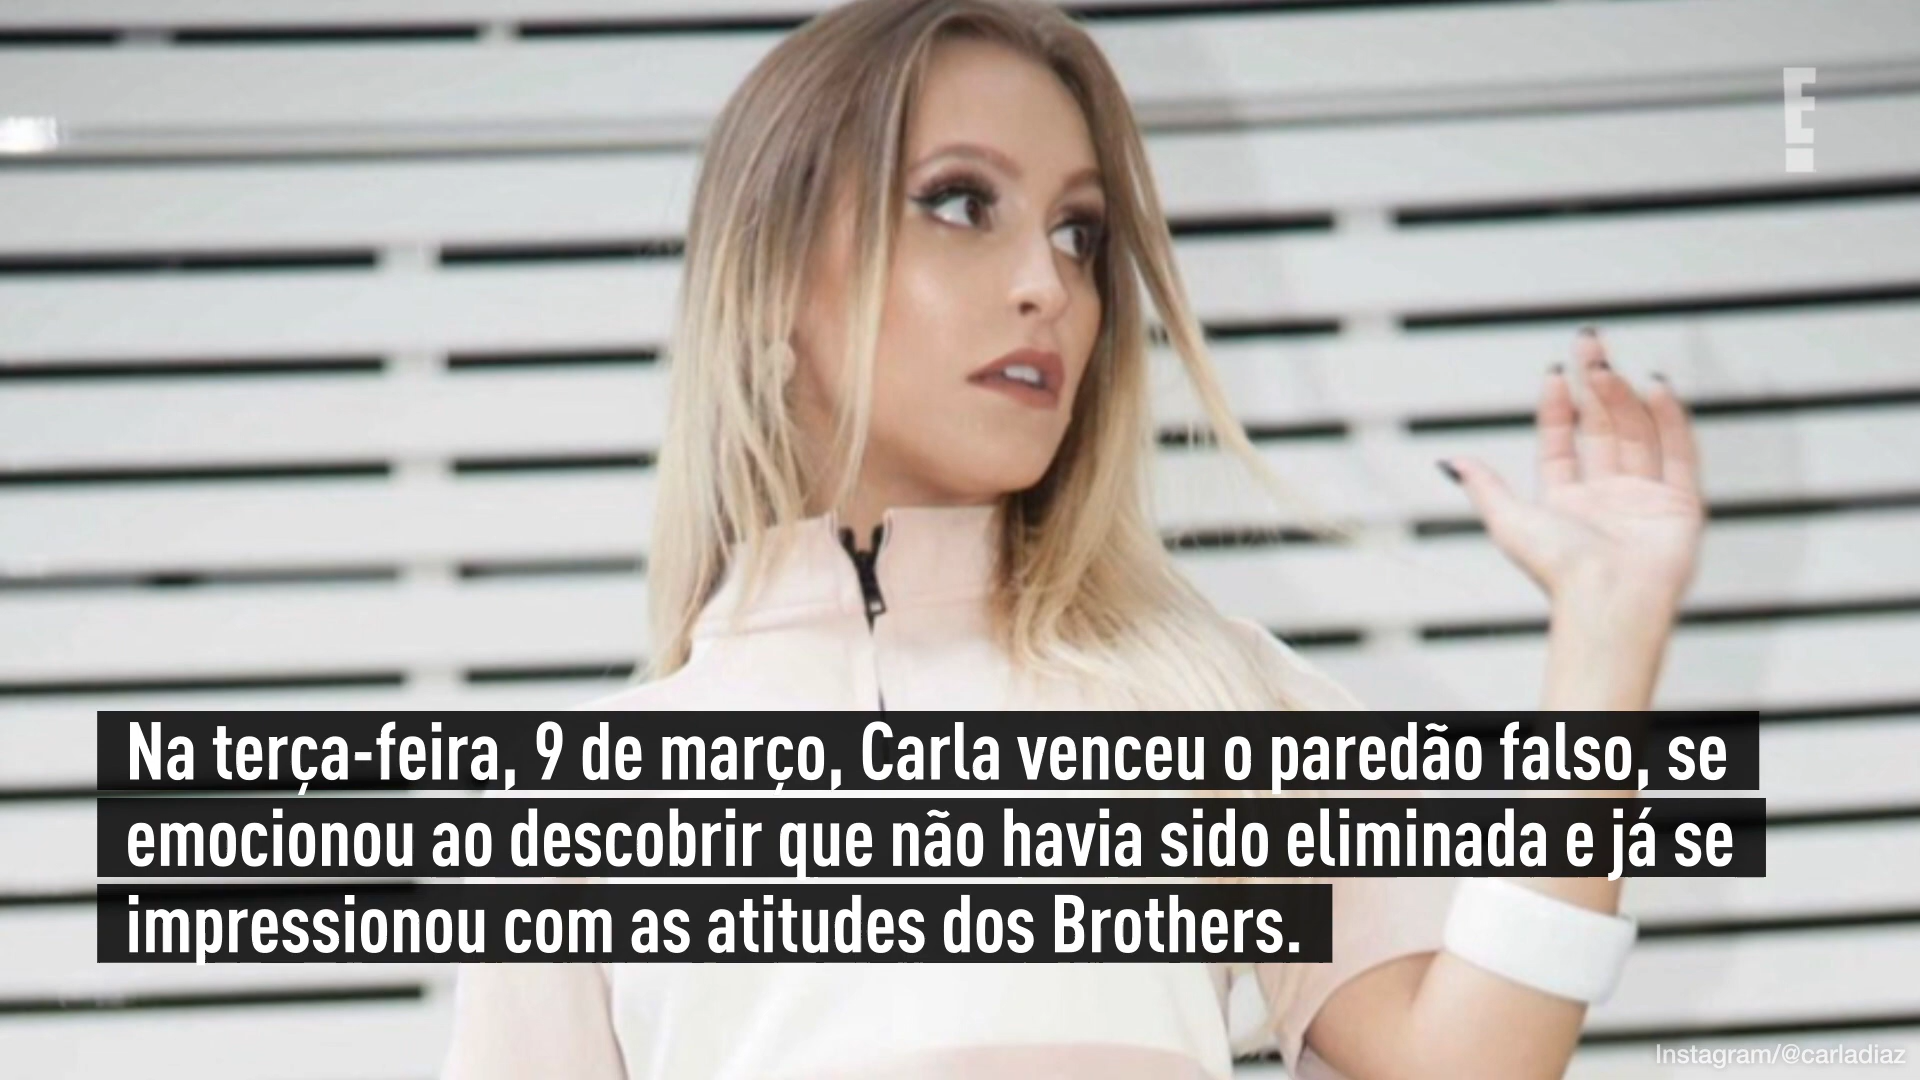 E!
Na terça-feira, 9 de março, Carla venceu o paredão falso, se
emocionou ao descobrir que não havia sido eliminada e já se
impressionou com as atitudes dos Brothers.
Instagram/@carladiaz